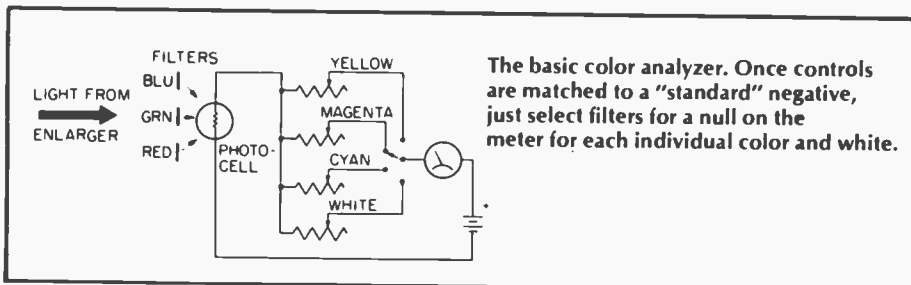 FILTERS
BLU
GRN
RED
LIGHT FROM
ENLARGER
PHOTO-
CELL
YELLOW
MAGENTA
CYAN
WHITE
The basic color analyzer. Once controls
are matched to a "standard" negative,
just select filters for a null on the
meter for each individual color and white.